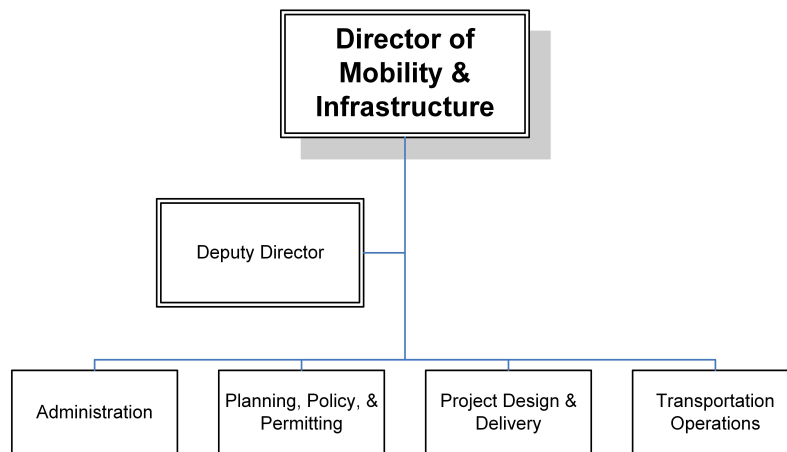 Director of
Mobility &
Infrastructure
Deputy Director
Administration
Planning, Policy, &
Permitting
Project Design &
Delivery
Transportation
Operations